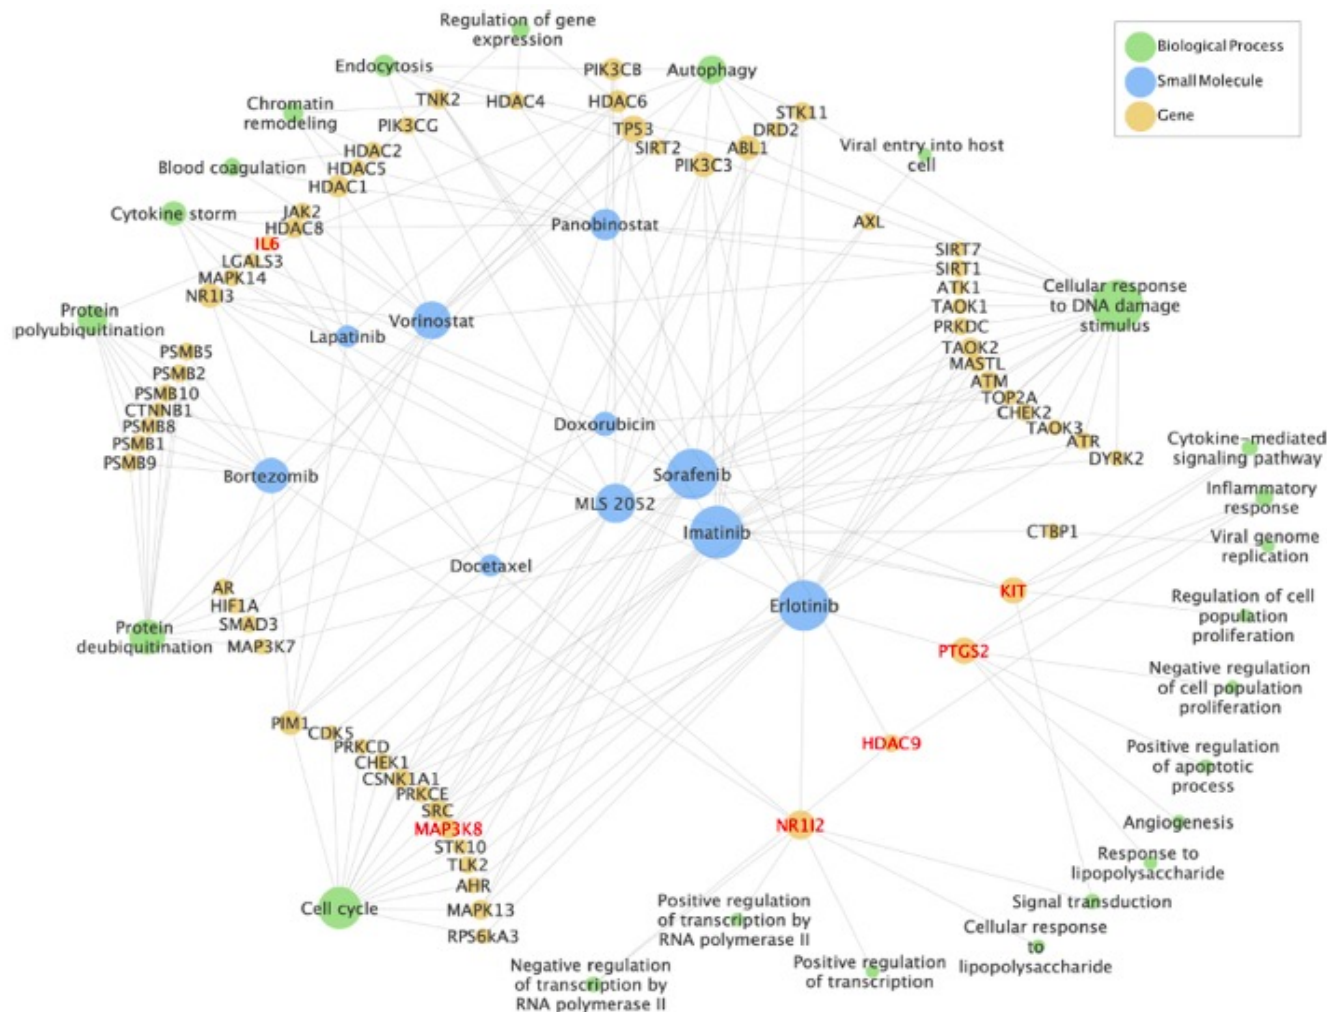 Regulation of gene
expression
Biological Process
Small Molecule
Gene
Endocytosis
PIK3CB
Autophagy
Chromatin
remodeling
TNK2
HDAC4
HDAC6
STK11
PIK3CG
TP53
DRD2
HDAC2
SIRT2
ABL1
Viral entry into host
cell
Blood coagulation
HDAC5
PIK3C3
HDAC1
Cytokine storm
JAK2
HDAC8
Panobinostat
AXL
IL6
LGALS3
MAPK14
NR1I3
SIRT7
SIRT1
ATK1
TAOK1
PRKDC
TAOK2
MASTL
ATM
TOP2A
CHEK2
TAOK3
ATR
DYRK2
Cellular response
to DNA damage
stimulus
Protein
polyubiquitination
Lapatinib
Vorinostat
PSMB5
PSMB2
PSMB10
CTNNB1
PSMB8
PSMB1
PSMB9
Doxorubicin
Bortezomib
Sorafenib
MLS 2052
Imatinib
Cytokine-mediated
signaling pathway
Inflammatory
response
CTBP1
Viral genome
replication
Docetaxel
AR
HIF1A
SMAD3
MAP3K7
Protein
deubiquitination
Erlotinib
KIT
Regulation of cell
population
proliferation
PTGS2
Negative regulation
of cell population
proliferation
PIM1
CDK5
PRKCD
CHEK1
CSNK1A1
PRKCE
SRC
MAP3K8
STK10
TLK2
AHR
MAPK13
RPS6kA3
HDAC9
Positive regulation
of apoptotic
process
NR1I2
Angiogenesis
Response to
lipopolysaccharide
Cell cycle
Signal transduction
Positive regulation
of transcription by
RNA polymerase II
Cellular response
to
lipopolysaccharide
Negative regulation
of transcription by
RNA polymerase II
Positive regulation
of transcription